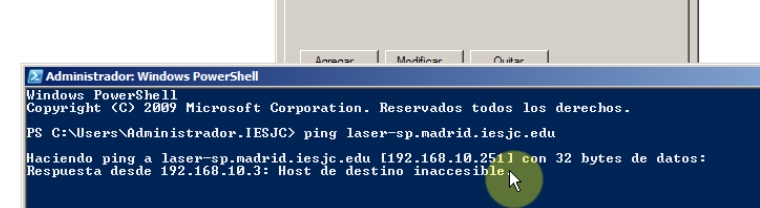 Agregar Modificar Quitar
Administrador: Windows PowerShell
Windows PowerShell
Copyright (C) 2009 Microsoft Corporation. Reservados todos los derechos.
PS C:\Users\Administrador.IESJC> ping laser-sp.madrid.iesjc.edu
Haciendo ping a laser-sp.madrid.iesjc.edu [192.168.10.251] con 32 bytes de datos:
Respuesta desde 192.168.10.3: Host de destino inaccesible.